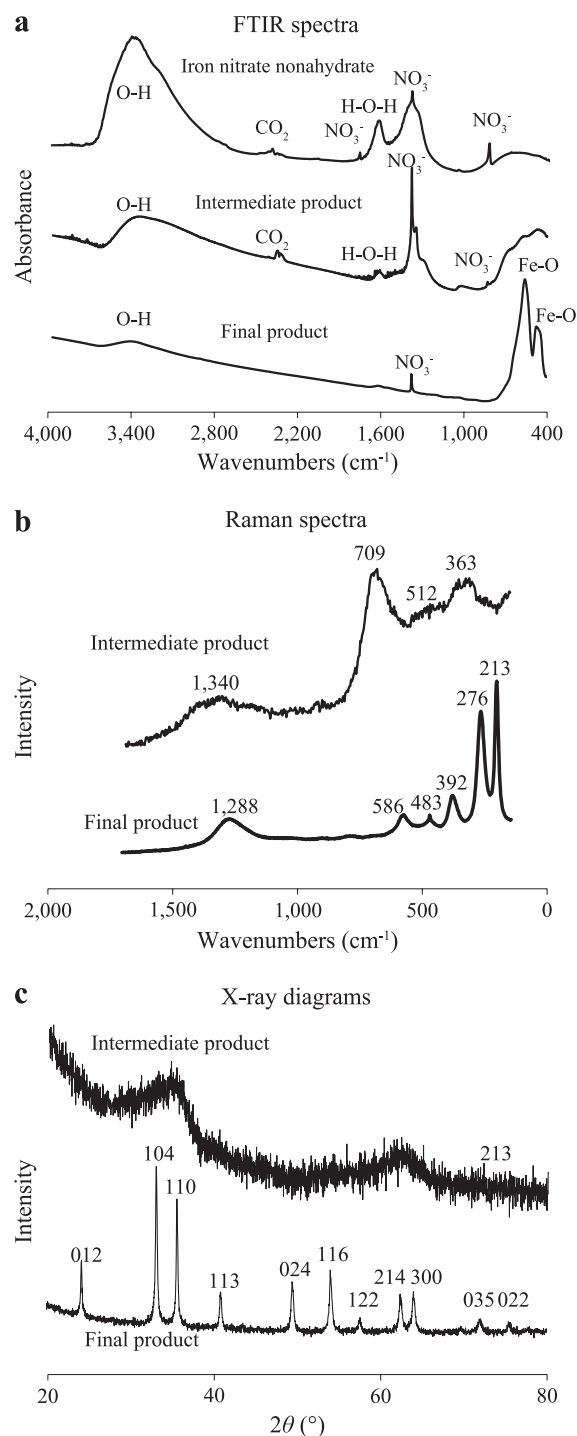 a
FTIR spectra
Iron nitrate nonahydrate
O-H
CO₂
NO₃⁻
H-O-H
NO₃⁻
NO₃⁻
NO₃⁻
Intermediate product
O-H
CO₂
H-O-H
NO₃⁻
Fe-O
Fe-O
O-H
Final product
NO₃⁻
Absorbance
4,000 3,400 2,800 2,200 1,600 1,000 400
Wavenumbers (cm⁻¹)
b
Raman spectra
709
512
363
Intermediate product
1,340
213
276
392
483
586
1,288
Final product
Intensity
2,000 1,500 1,000 500 0
Wavenumbers (cm⁻¹)
c
X-ray diagrams
Intermediate product
213
104
110
012
113
024
116
122
214 300
035 022
Final product
Intensity
20 40 60 80
2θ (°)